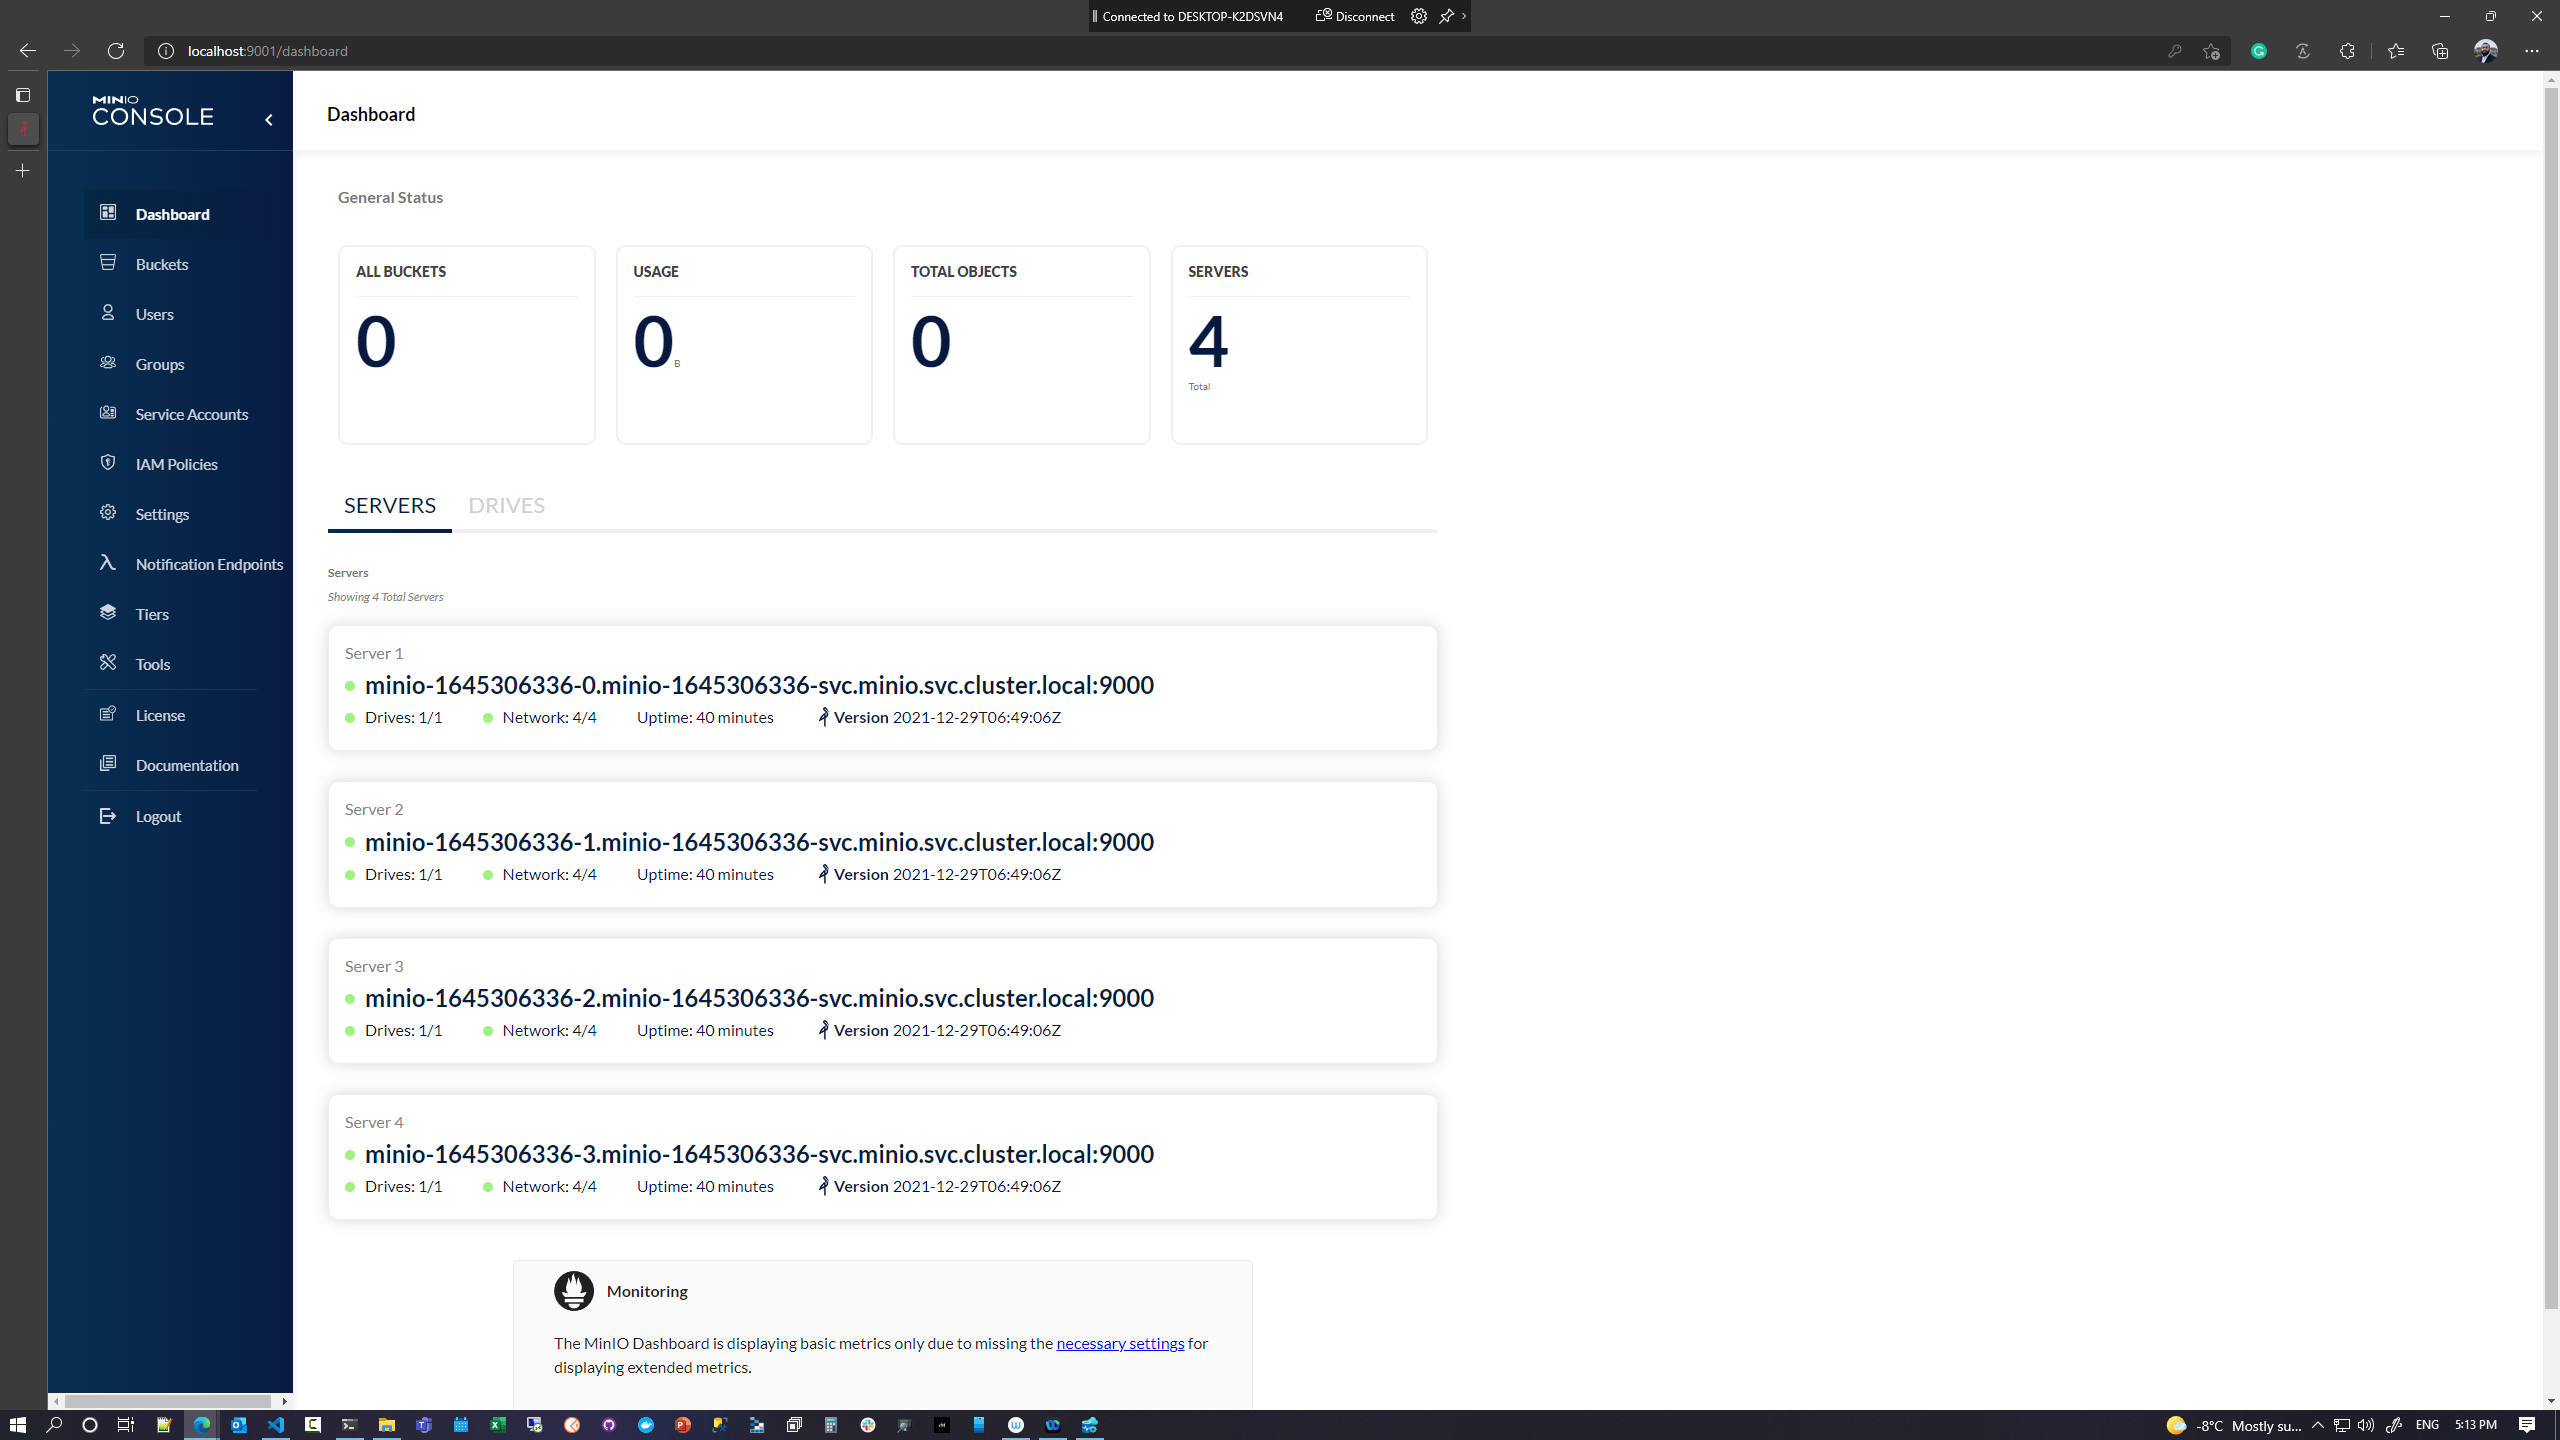 Connected to DESKTOP-K2DSVN4 Disconnect
localhost:9001/dashboard
MINIO
CONSOLE
Dashboard
Buckets
Users
Groups
Service Accounts
IAM Policies
Settings
Notification Endpoints
Tiers
Tools
License
Documentation
Logout
Dashboard
General Status
ALL BUCKETS
0
USAGE
0 B
TOTAL OBJECTS
0
SERVERS
4
Total
SERVERS DRIVES
Servers
Showing 4 Total Servers
Server 1
minio-1645306336-0.minio-1645306336-svc.minio.svc.cluster.local:9000
Drives: 1/1 Network: 4/4 Uptime: 40 minutes Version 2021-12-29T06:49:06Z
Server 2
minio-1645306336-1.minio-1645306336-svc.minio.svc.cluster.local:9000
Drives: 1/1 Network: 4/4 Uptime: 40 minutes Version 2021-12-29T06:49:06Z
Server 3
minio-1645306336-2.minio-1645306336-svc.minio.svc.cluster.local:9000
Drives: 1/1 Network: 4/4 Uptime: 40 minutes Version 2021-12-29T06:49:06Z
Server 4
minio-1645306336-3.minio-1645306336-svc.minio.svc.cluster.local:9000
Drives: 1/1 Network: 4/4 Uptime: 40 minutes Version 2021-12-29T06:49:06Z
Monitoring
The MinIO Dashboard is displaying basic metrics only due to missing the necessary settings for
displaying extended metrics.
-8°C Mostly su... ENG 5:13 PM